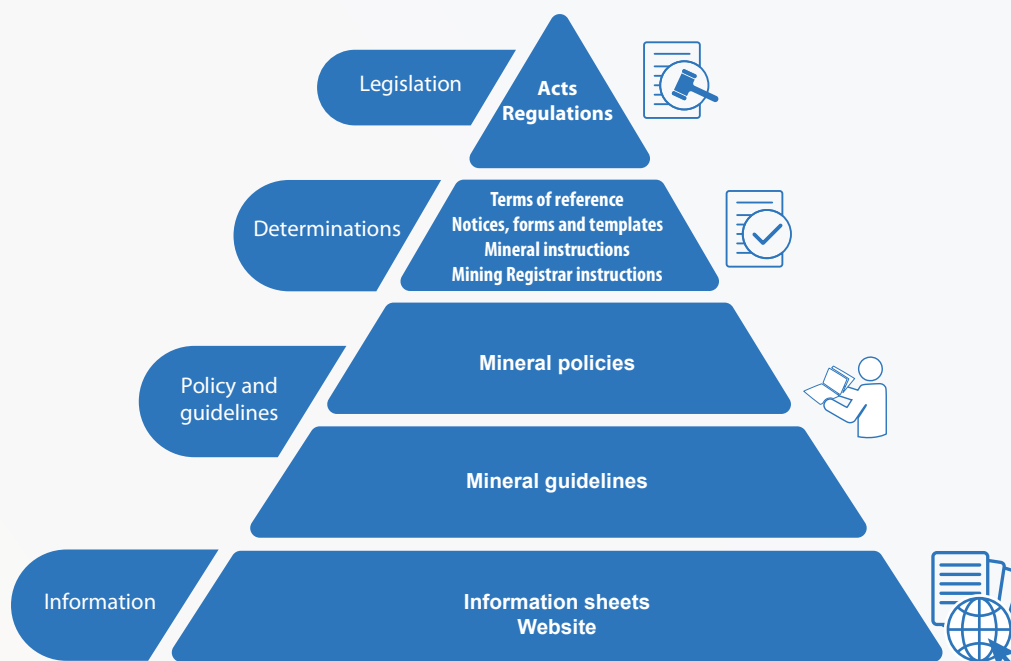 Legislation
Acts
Regulations
Determinations
Terms of reference
Notices, forms and templates
Mineral instructions
Mining Registrar instructions
Policy and
guidelines
Mineral policies
Mineral guidelines
Information
Information sheets
Website